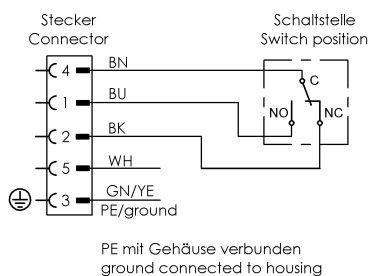 Stecker
Connector
Schaltstelle
Switch position
4 BN
1 BU
2 BK
5 WH
3 GN/YE
PE/ground
C
NO NC
PE mit Gehäuse verbunden
ground connected to housing